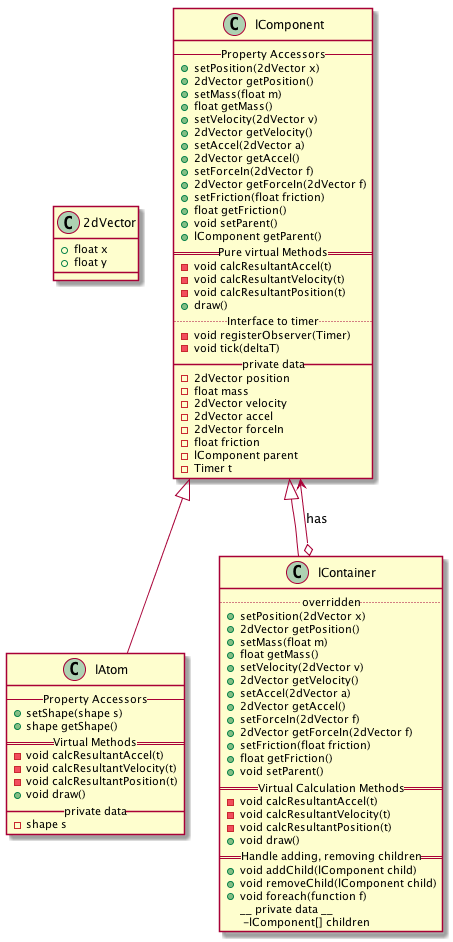 C IComponent
Property Accessors
setPosition(2dVector x)
2dVector getPosition()
setMass(float m)
float getMass()
setVelocity(2dVector v)
2dVector getVelocity()
setAccel(2dVector a)
2dVector getAccel()
setForceIn(2dVector f)
2dVector getForceIn(2dVector f)
setFriction(float friction)
float getFriction()
void setParent()
IComponent getParent()
Pure virtual Methods
void calcResultantAccel(t)
void calcResultantVelocity(t)
void calcResultantPosition(t)
draw()
Interface to timer
void registerObserver(Timer)
void tick(deltaT)
private data
2dVector position
float mass
2dVector velocity
2dVector accel
2dVector forceIn
float friction
IComponent parent
Timer t
C 2dVector
float x
float y
has
C IAtom
Property Accessors
setShape(shape s)
shape getShape()
Virtual Methods
void calcResultantAccel(t)
void calcResultantVelocity(t)
void calcResultantPosition(t)
void draw()
private data
shape s
C IContainer
overridden
setPosition(2dVector x)
2dVector getPosition()
setMass(float m)
float getMass()
setVelocity(2dVector v)
2dVector getVelocity()
setAccel(2dVector a)
2dVector getAccel()
setForceIn(2dVector f)
2dVector getForceIn(2dVector f)
setFriction(float friction)
float getFriction()
void setParent()
Virtual Calculation Methods
void calcResultantAccel(t)
void calcResultantVelocity(t)
void calcResultantPosition(t)
void draw()
Handle adding, removing children
void addChild(IComponent child)
void removeChild(IComponent child)
void foreach(function f)
__ private data __
-IComponent[] children